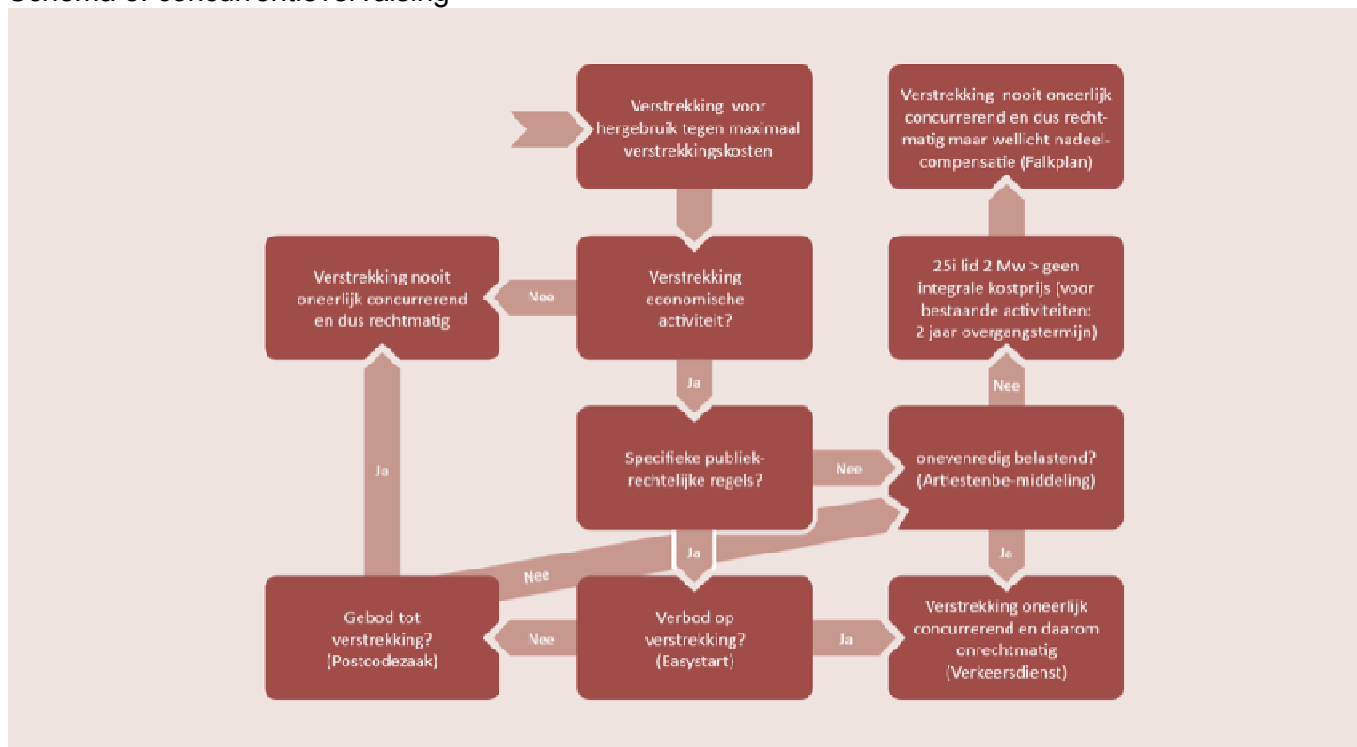 Verstrekking voor
hergebruik tegen maximaal
verstrekkingskosten
Verstrekking nooit oneerlijk
concurrerend en dus recht-
matig maar wellicht nadeel-
compensatie (Falkplan)
Verstrekking nooit
oneerlijk concurrerend
en dus rechtmatig
Nee
Verstrekking
economische
activiteit?
25i lid 2 Mw > geen
integrale kostprijs (voor
bestaande activiteiten:
2 jaar overgangstermijn)
Ja
Nee
Ja
Specifieke publiek-
rechtelijke regels?
Nee
onevenredig belastend?
(Artiestenbe-middeling)
Ja
Ja
Nee
Gebod tot
verstrekking?
(Postcodezaak)
Nee
Verbod op
verstrekking?
(Easystart)
Ja
Verstrekking oneerlijk
concurrerend en daarom
onrechtmatig
(Verkeersdienst)